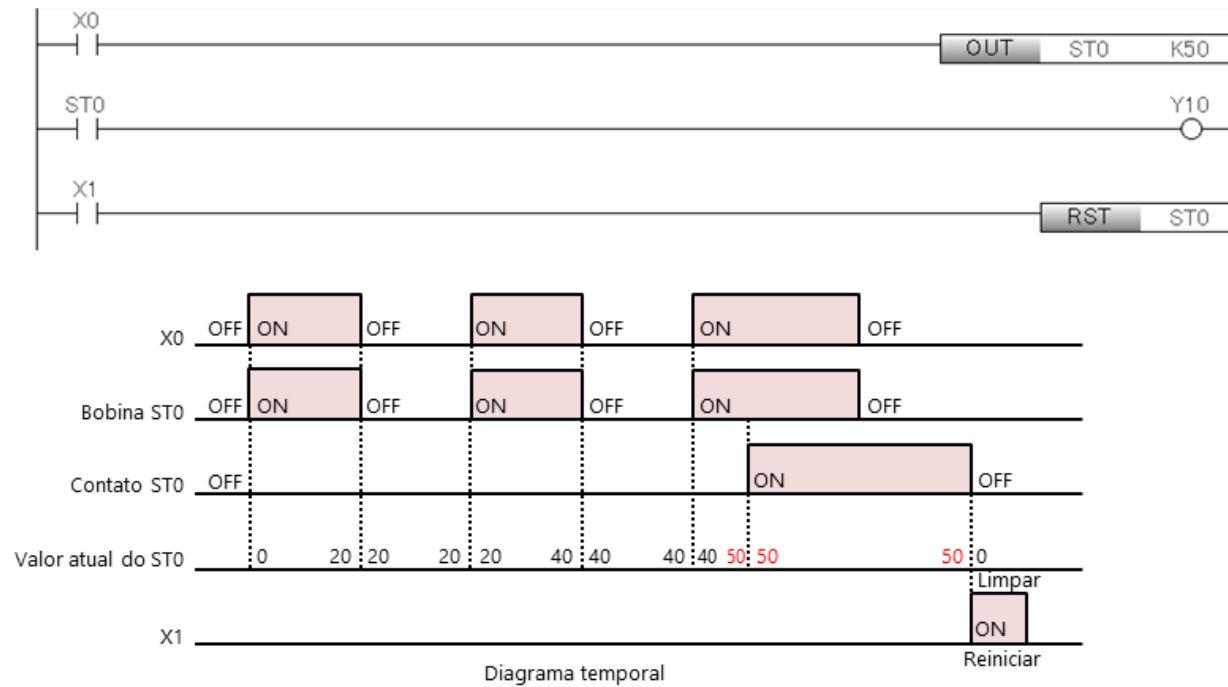 X0
OUT ST0 K50
ST0
Y10
X1
RST ST0
X0 OFF ON OFF ON OFF ON OFF
Bobina ST0 OFF ON OFF ON OFF ON OFF
Contato ST0 OFF ON OFF
Valor atual do ST0 0 20 20 20 20 40 40 40 40 50 50 50 0
Limpar
X1 ON
Reiniciar
Diagrama temporal